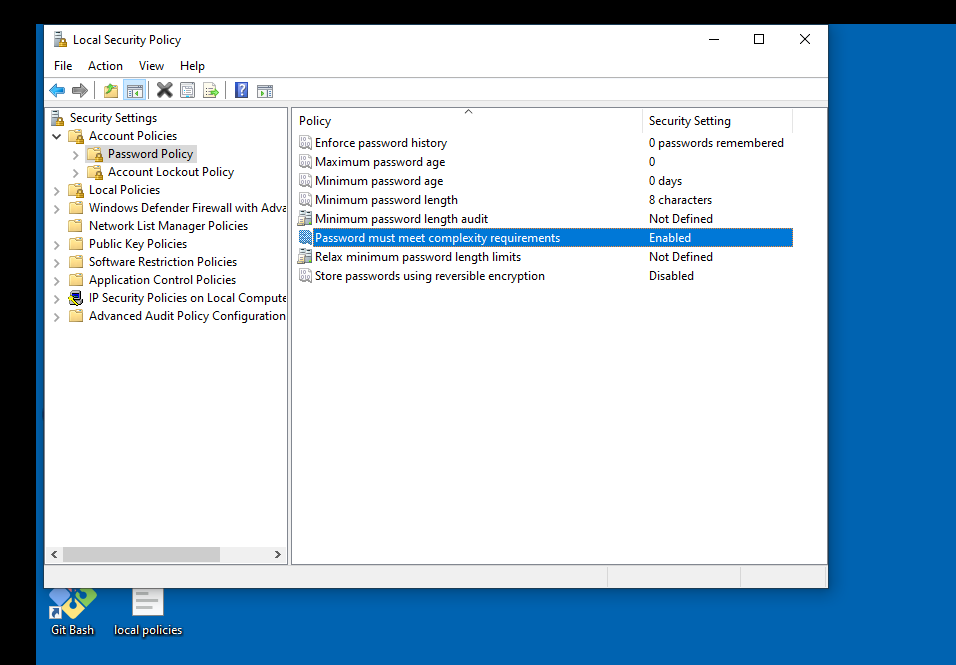 Local Security Policy
File Action View Help
Security Settings
Account Policies
Password Policy
Account Lockout Policy
Local Policies
Windows Defender Firewall with Adva
Network List Manager Policies
Public Key Policies
Software Restriction Policies
Application Control Policies
IP Security Policies on Local Compute
Advanced Audit Policy Configuration
Policy Security Setting
Enforce password history 0 passwords remembered
Maximum password age 0
Minimum password age 0 days
Minimum password length 8 characters
Minimum password length audit Not Defined
Password must meet complexity requirements Enabled
Relax minimum password length limits Not Defined
Store passwords using reversible encryption Disabled
Git Bash local policies